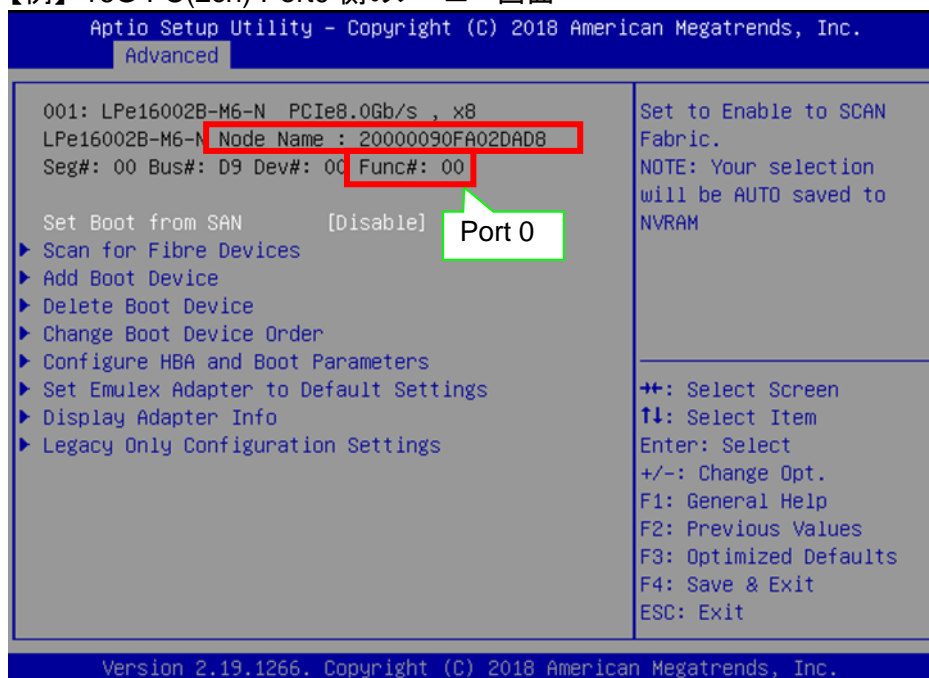 Aptio Setup Utility – Copyright (C) 2018 American Megatrends, Inc.
Advanced
001: LPe16002B-M6-N PCIe8.0Gb/s , x8
LPe16002B-M6-N Node Name : 20000090FA02DAD8
Seg#: 00 Bus#: D9 Dev#: 00 Func#: 00
Set Boot from SAN [Disable]
Port 0
▶ Scan for Fibre Devices
▶ Add Boot Device
▶ Delete Boot Device
▶ Change Boot Device Order
▶ Configure HBA and Boot Parameters
▶ Set Emulex Adapter to Default Settings
▶ Display Adapter Info
▶ Legacy Only Configuration Settings
Set to Enable to SCAN
Fabric.
NOTE: Your selection
will be AUTO saved to
NVRAM
→←: Select Screen
↑↓: Select Item
Enter: Select
+/-: Change Opt.
F1: General Help
F2: Previous Values
F3: Optimized Defaults
F4: Save & Exit
ESC: Exit
Version 2.19.1266. Copyright (C) 2018 American Megatrends, Inc.